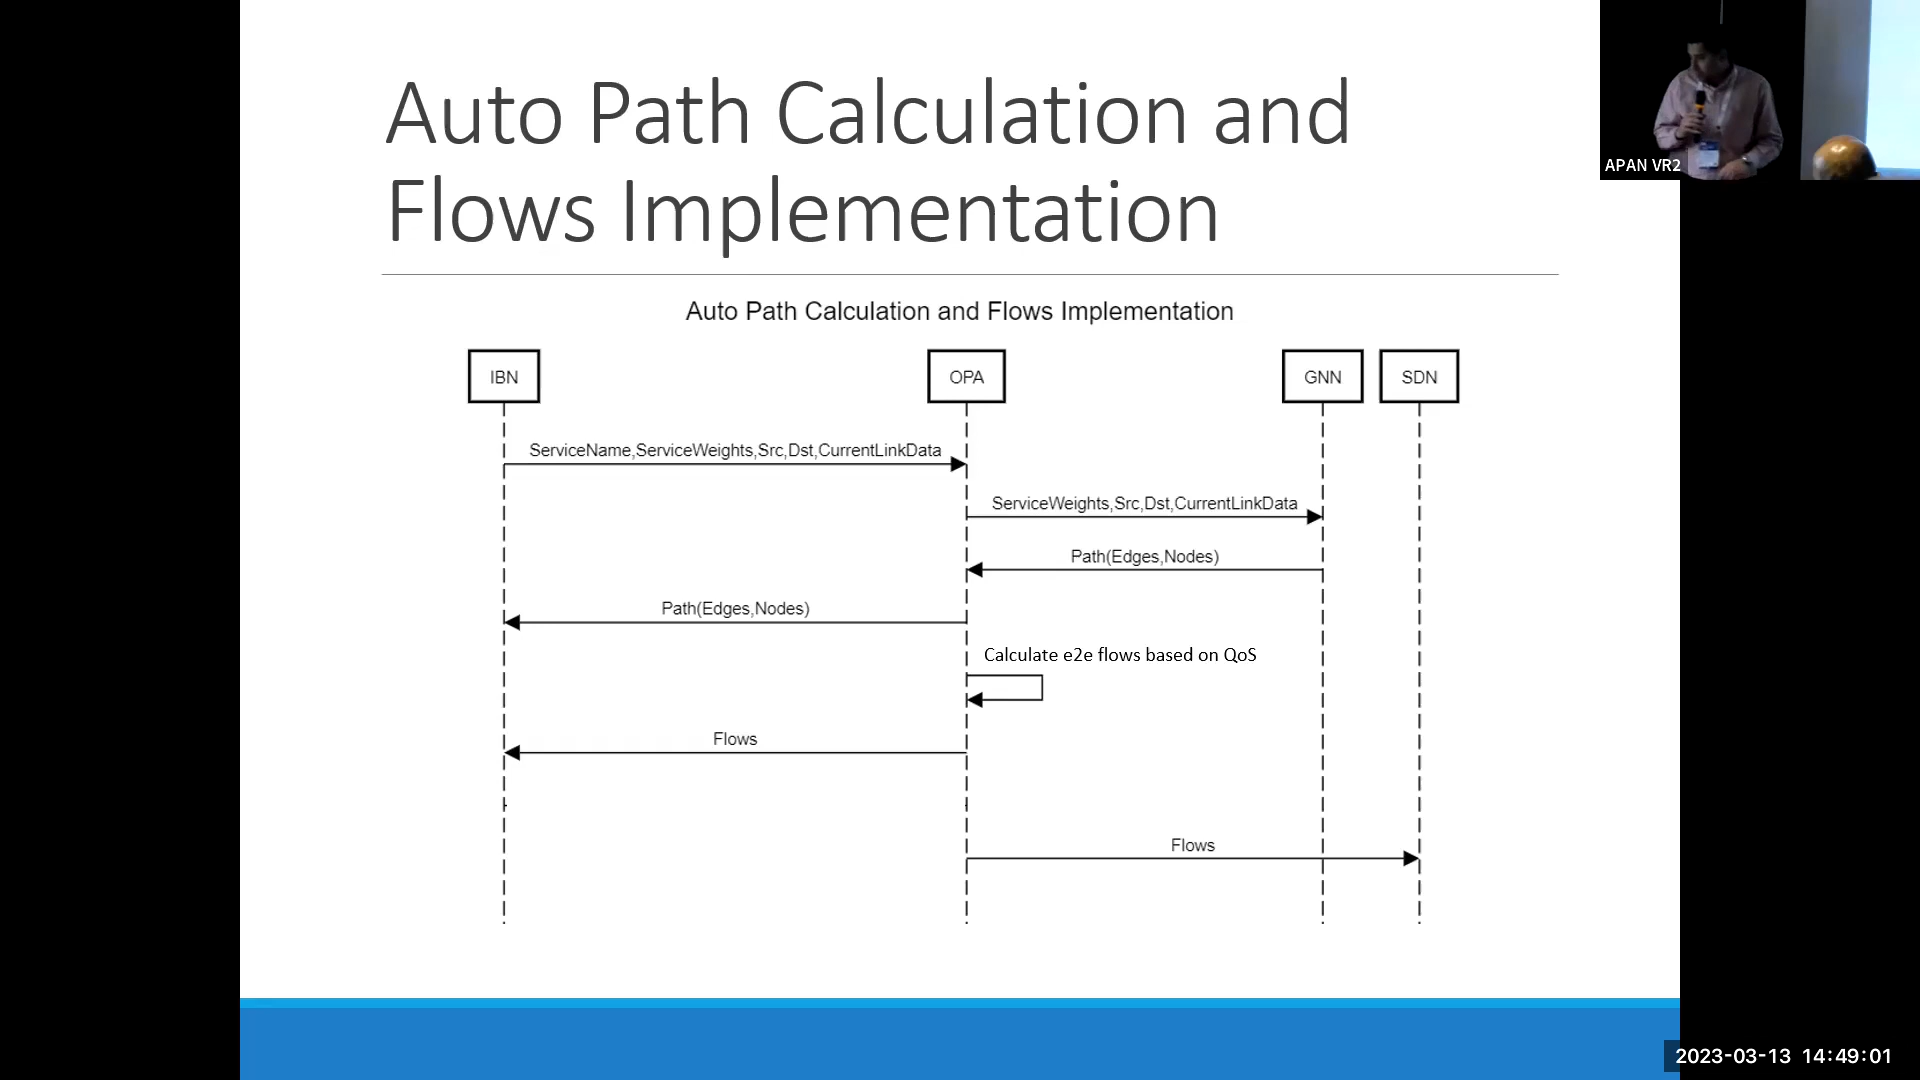 Auto Path Calculation and
Flows Implementation
APAN VR2
Auto Path Calculation and Flows Implementation
IBN
OPA
GNN
SDN
ServiceName,ServiceWeights,Src,Dst,CurrentLinkData
ServiceWeights,Src,Dst,CurrentLinkData
Path(Edges,Nodes)
Path(Edges,Nodes)
Calculate e2e flows based on QoS
Flows
Flows
2023-03-13 14:49:01